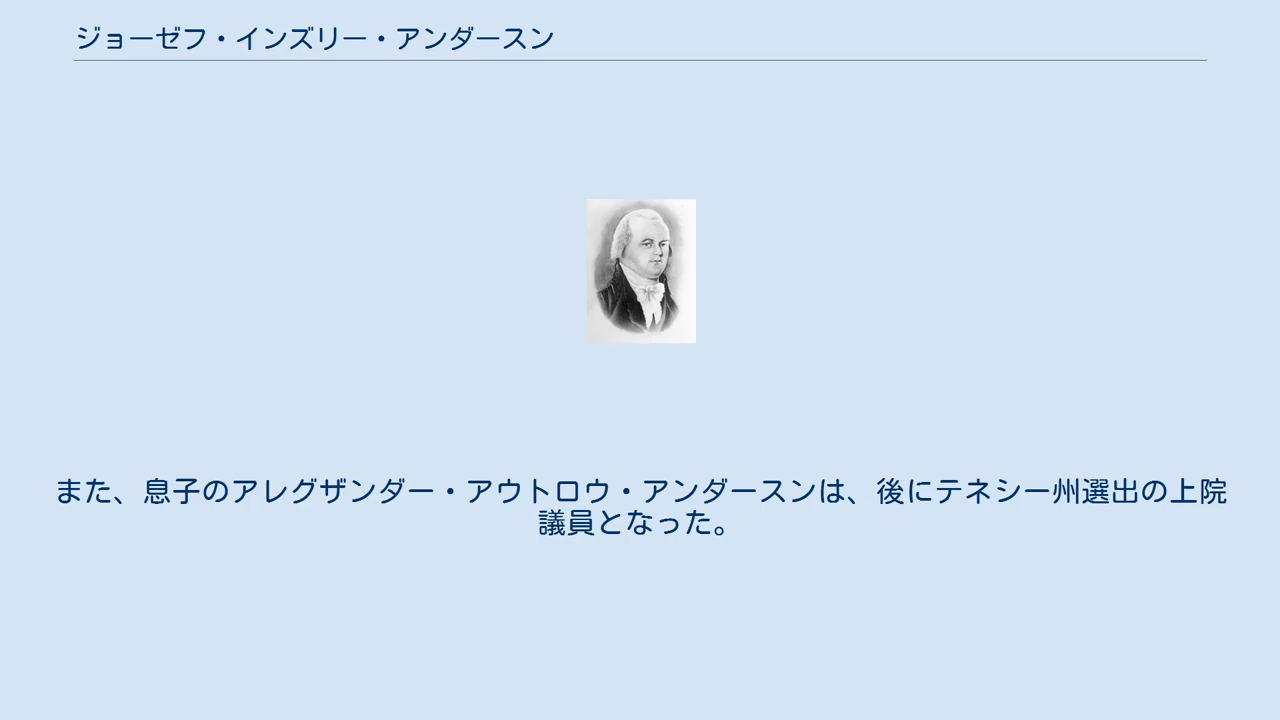 ジョーゼフ・インズリー・アンダースン
また、息子のアレグザンダー・アウトロウ・アンダースンは、後にテネシー州選出の上院
議員となった。